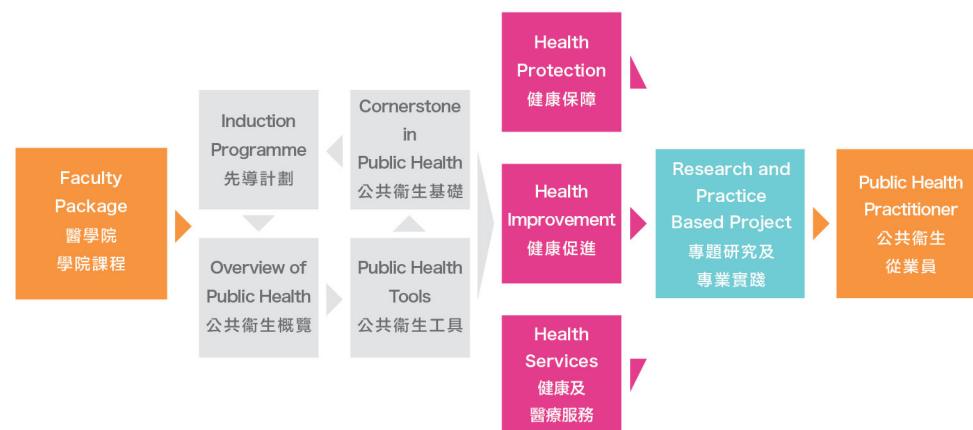 Faculty
Package
醫學院
學院課程
Induction
Programme
先導計劃
Overview of
Public Health
公共衞生概覽
Public Health
Tools
公共衞生工具
Cornerstone
in
Public Health
公共衞生基礎
Health
Protection
健康保障
Health
Improvement
健康促進
Health
Services
健康及
醫療服務
Research and
Practice
Based Project
專題研究及
專業實踐
Public Health
Practitioner
公共衞生
從業員